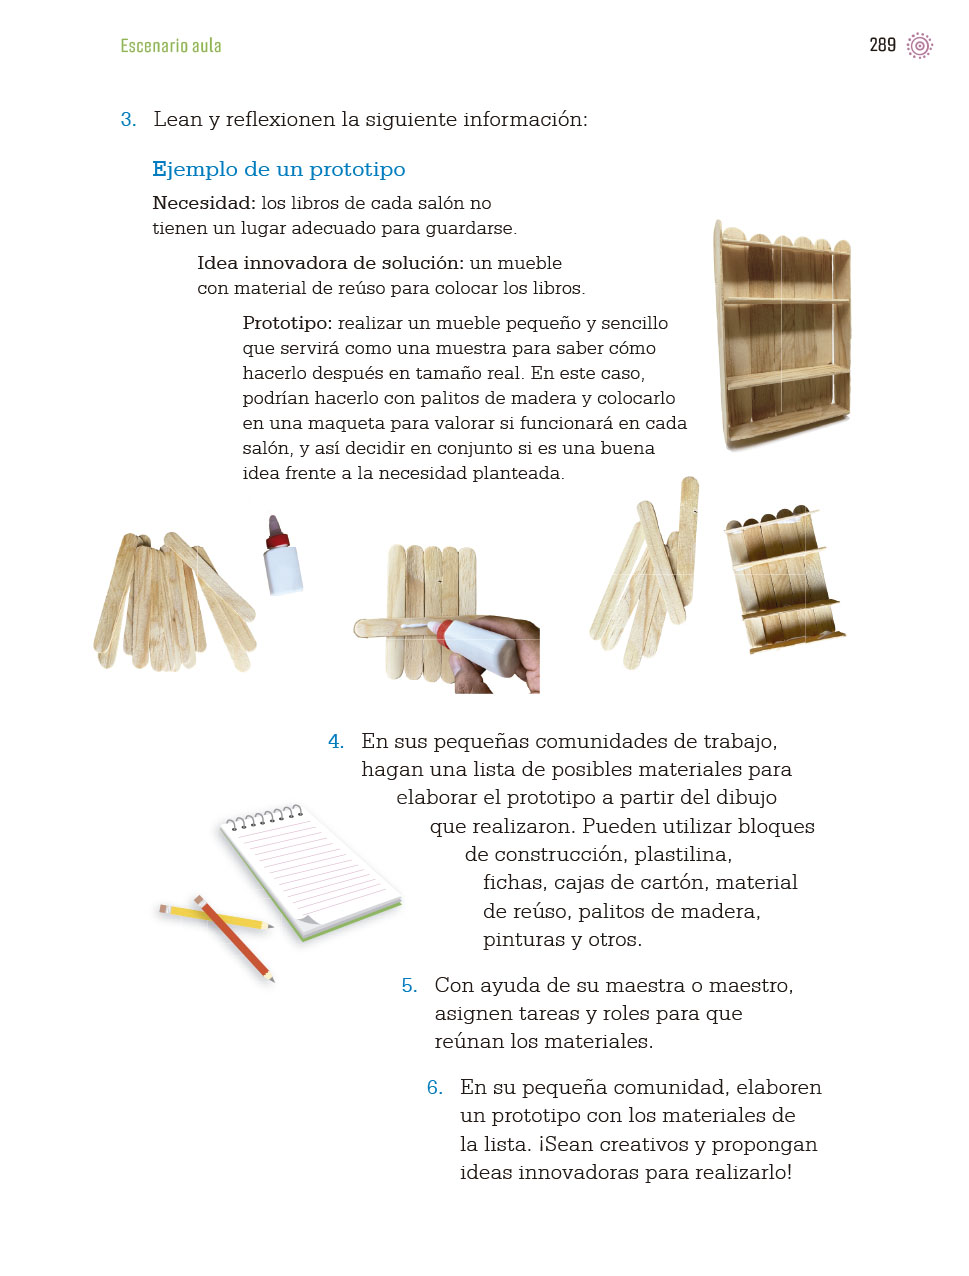 Escenario aula
289
3. Lean y reflexionen la siguiente información:
Ejemplo de un prototipo
Necesidad: los libros de cada salón no
tienen un lugar adecuado para guardarse.
Idea innovadora de solución: un mueble
con material de reúso para colocar los libros.
Prototipo: realizar un mueble pequeño y sencillo
que servirá como una muestra para saber cómo
hacerlo después en tamaño real. En este caso,
podrían hacerlo con palitos de madera y colocarlo
en una maqueta para valorar si funcionará en cada
salón, y así decidir en conjunto si es una buena
idea frente a la necesidad planteada.
4. En sus pequeñas comunidades de trabajo,
hagan una lista de posibles materiales para
elaborar el prototipo a partir del dibujo
que realizaron. Pueden utilizar bloques
de construcción, plastilina,
fichas, cajas de cartón, material
de reúso, palitos de madera,
pinturas y otros.
5. Con ayuda de su maestra o maestro,
asignen tareas y roles para que
reúnan los materiales.
6. En su pequeña comunidad, elaboren
un prototipo con los materiales de
la lista. ¡Sean creativos y propongan
ideas innovadoras para realizarlo!